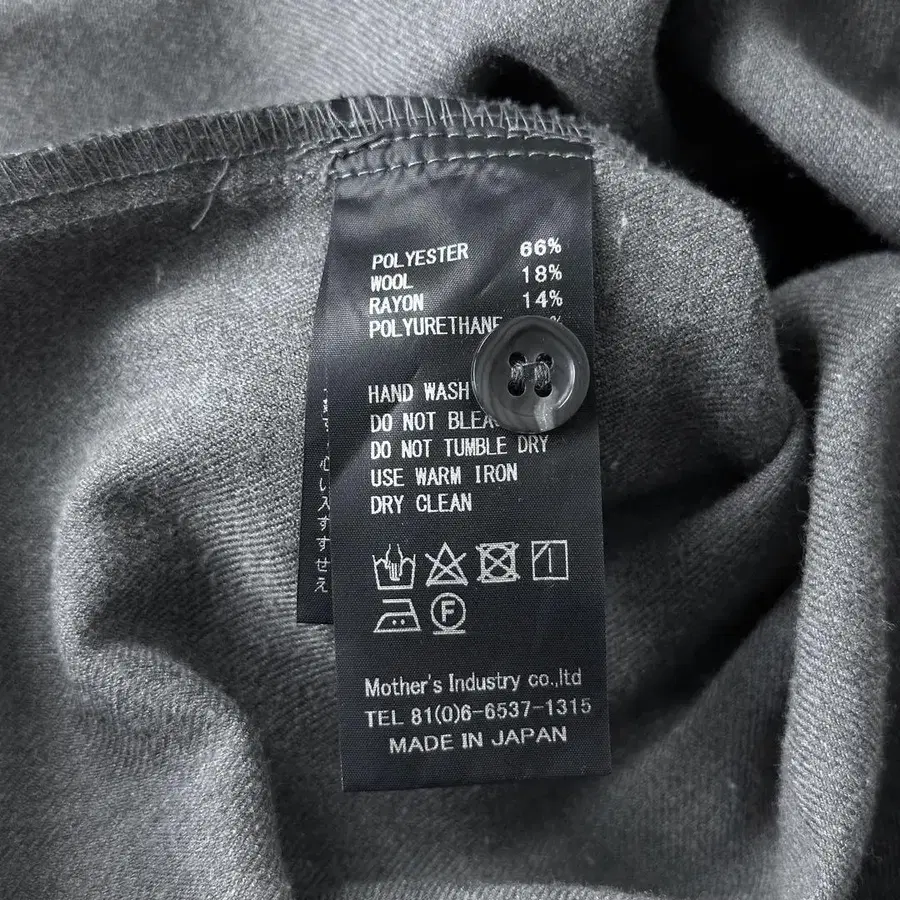 POLYESTER 66%
WOOL 18%
RAYON 14%
POLYURETHANE %
HAND WASH
DO NOT
DO NOT TUMBLE DRY
USE WARM IRON
DRY CLEAN
F
Mother's Industry co.,ltd
TEL 81(0)6-6537-1315
MADE IN JAPAN